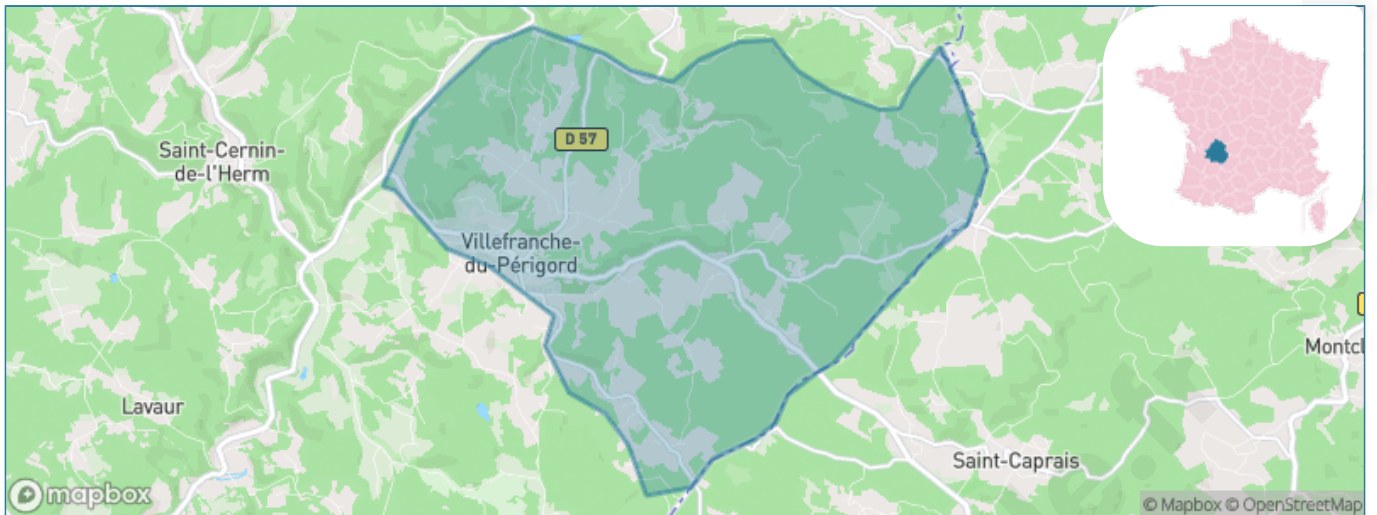 D 57
Saint-Cernin-
de-l'Herm
Villefranche-
du-Périgord
Montcl
Lavaur
Saint-Caprais
mapbox
© Mapbox © OpenStreetMap